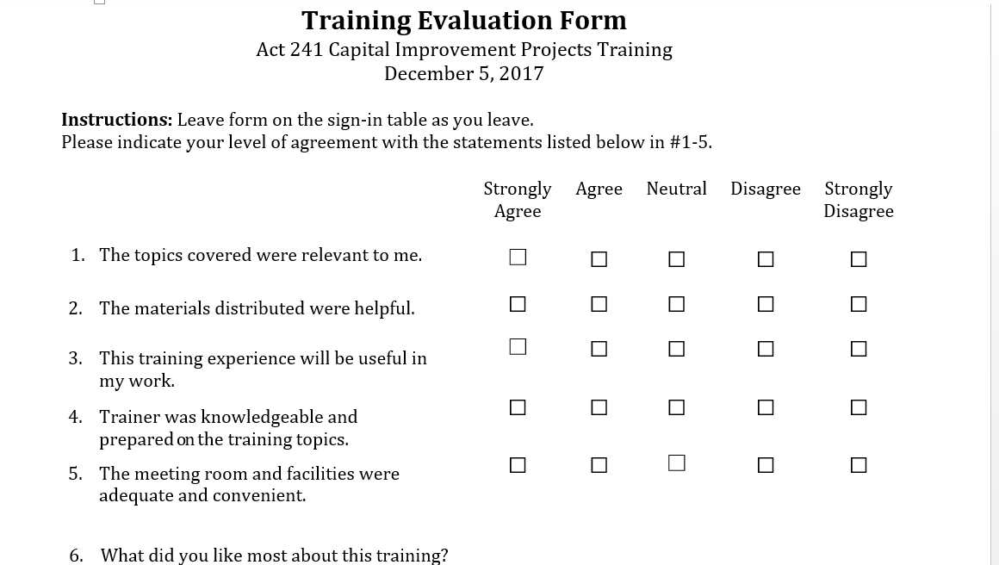 Training Evaluation Form
Act 241 Capital Improvement Projects Training
December 5, 2017
Instructions: Leave form on the sign-in table as you leave.
Please indicate your level of agreement with the statements listed below in #1-5.
Strongly Agree Neutral Disagree Strongly
Agree Disagree
1. The topics covered were relevant to me.
2. The materials distributed were helpful.
3. This training experience will be useful in
my work.
4. Trainer was knowledgeable and
prepared on the training topics.
5. The meeting room and facilities were
adequate and convenient.
6. What did you like most about this training?